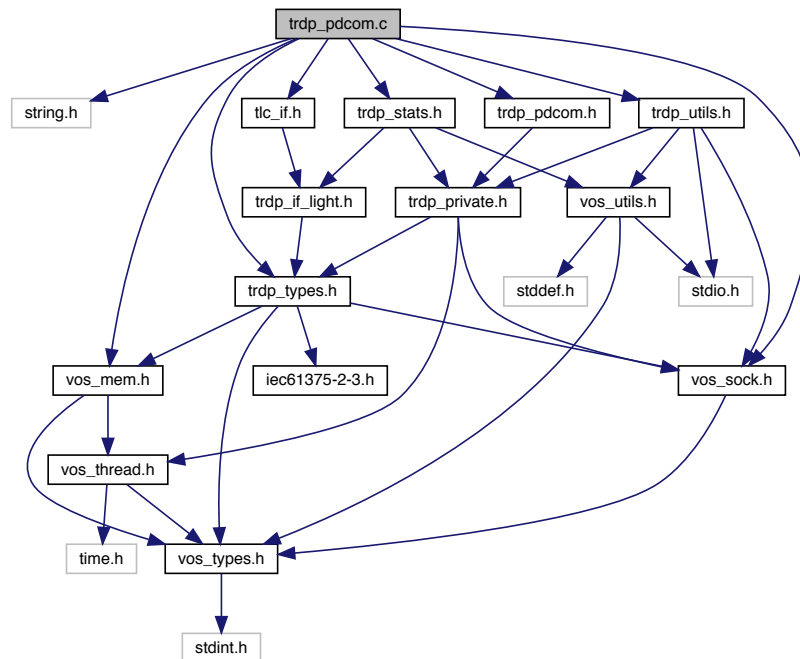 trdp_pdcom.c
string.h
tlc_if.h
trdp_stats.h
trdp_pdcom.h
trdp_utils.h
trdp_if_light.h
trdp_private.h
vos_utils.h
trdp_types.h
stddef.h
stdio.h
vos_mem.h
iec61375-2-3.h
vos_sock.h
vos_thread.h
time.h
vos_types.h
stdint.h